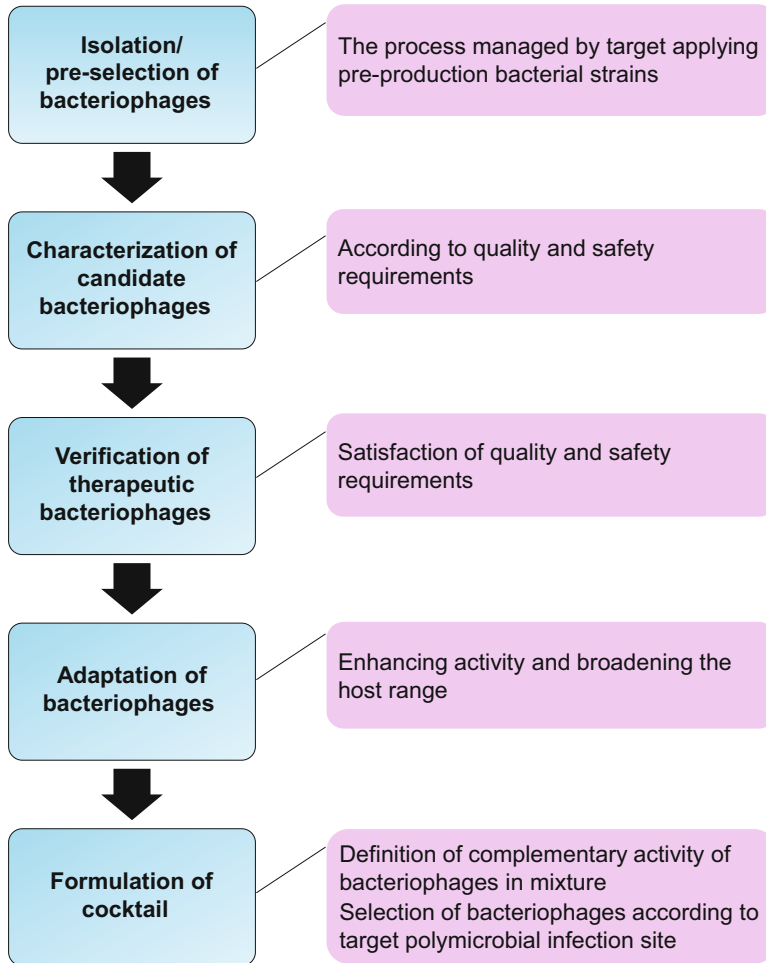 Isolation/
pre-selection of
bacteriophages
The process managed by target applying
pre-production bacterial strains
Characterization of
candidate
bacteriophages
According to quality and safety
requirements
Verification of
therapeutic
bacteriophages
Satisfaction of quality and safety
requirements
Adaptation of
bacteriophages
Enhancing activity and broadening the
host range
Formulation of
cocktail
Definition of complementary activity of
bacteriophages in mixture
Selection of bacteriophages according to
target polymicrobial infection site